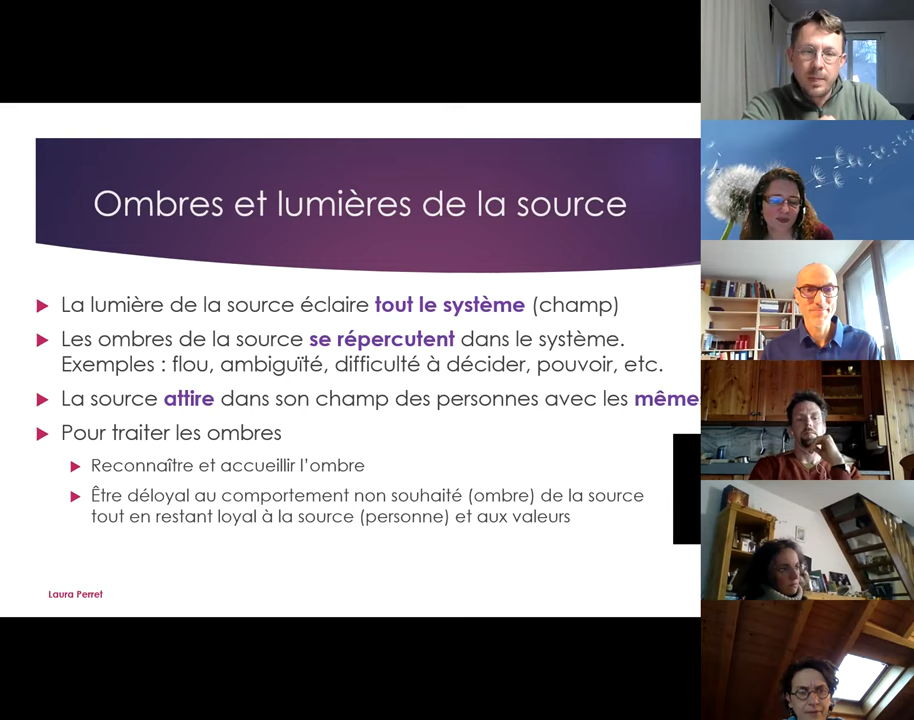 Ombres et lumières de la source
La lumière de la source éclaire tout le système (champ)
Les ombres de la source se répercutent dans le système.
Exemples : flou, ambiguïté, difficulté à décider, pouvoir, etc.
La source attire dans son champ des personnes avec les même
Pour traiter les ombres
Reconnaître et accueillir l'ombre
Être déloyal au comportement non souhaité (ombre) de la source
tout en restant loyal à la source (personne) et aux valeurs
Laura Perret